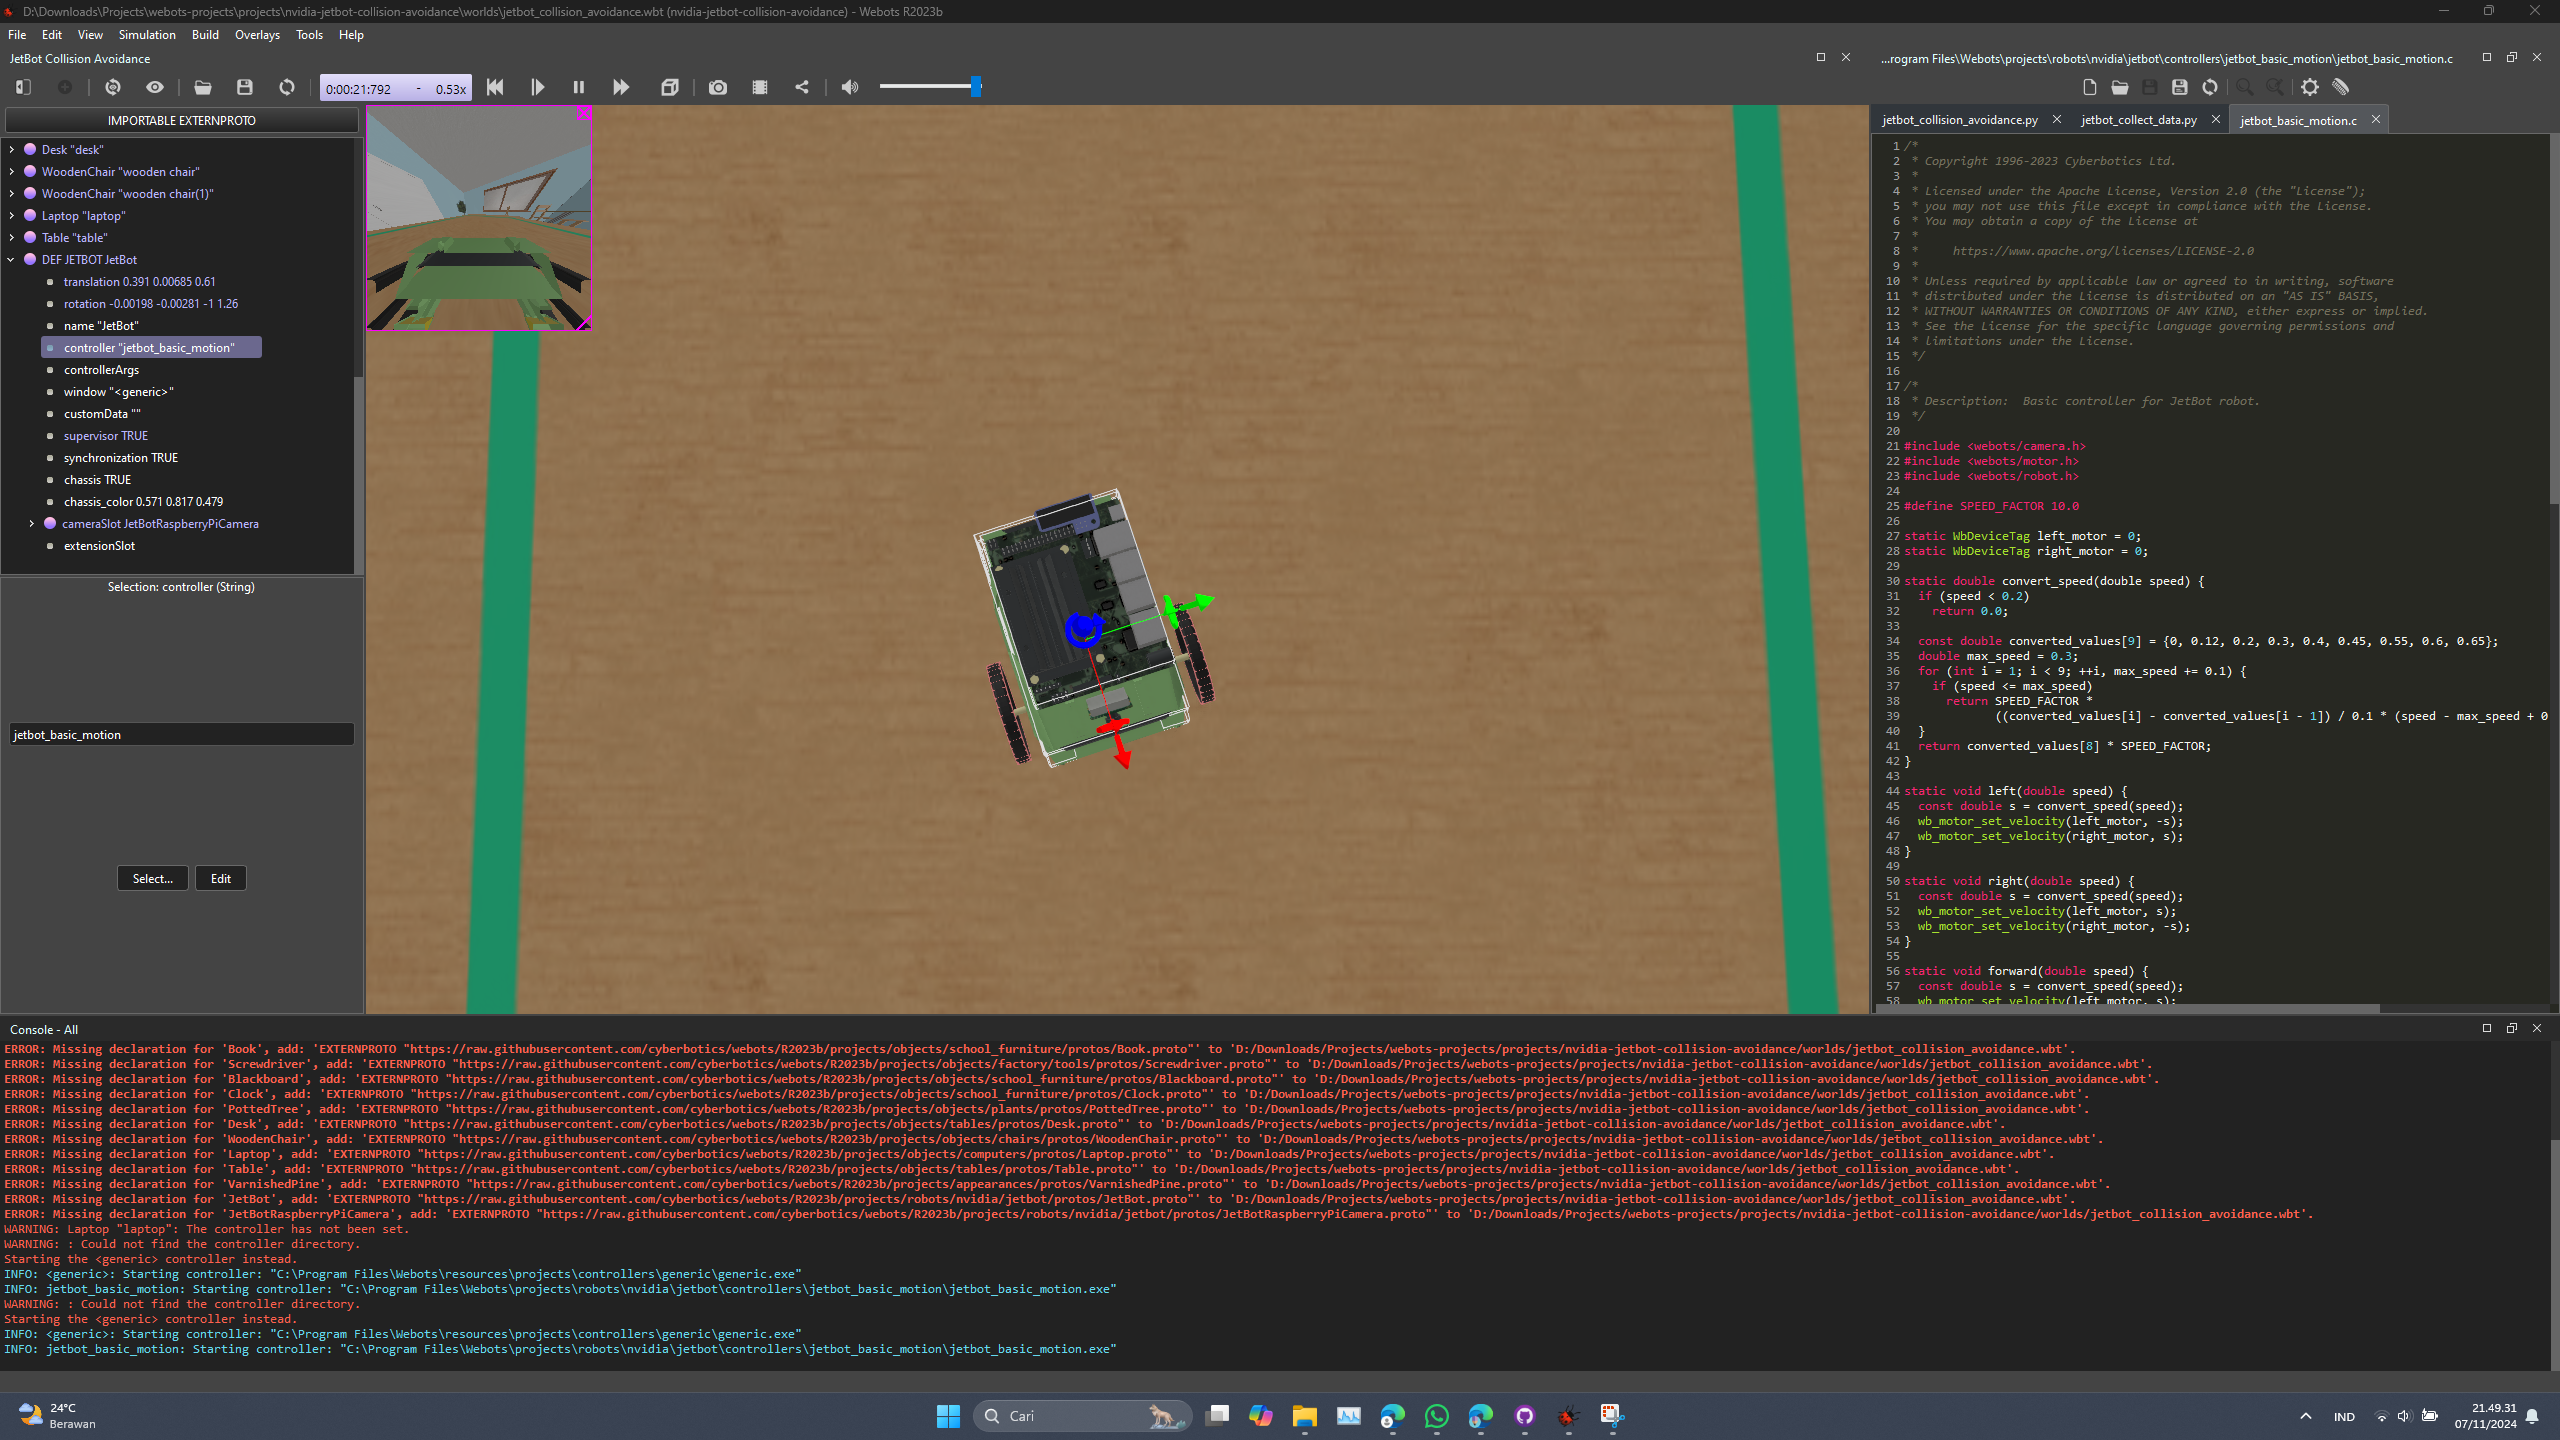 D:\Downloads\Projects\webots-projects\projects\nvidia-jetbot-collision-avoidance\worlds\jetbot_collision_avoidance.wbt (nvidia-jetbot-collision-avoidance) - Webots R2023b
File Edit View Simulation Build Overlays Tools Help
JetBot Collision Avoidance
0:00:21:792 - 0.53x
IMPORTABLE EXTERNPROTO
Desk "desk"
WoodenChair "wooden chair"
WoodenChair "wooden chair(1)"
Laptop "laptop"
Table "table"
DEF JETBOT JetBot
translation 0.391 0.00685 0.61
rotation -0.00198 -0.00281 -1 1.26
name "JetBot"
controller "jetbot_basic_motion"
controllerArgs
window "<generic>"
customData ""
supervisor TRUE
synchronization TRUE
chassis TRUE
chassis_color 0.571 0.817 0.479
cameraSlot JetBotRaspberryPiCamera
extensionSlot
Selection: controller (String)
jetbot_basic_motion
Select... Edit
...rogram Files\Webots\projects\robots\nvidia\jetbot\controllers\jetbot_basic_motion\jetbot_basic_motion.c
jetbot_collision_avoidance.py jetbot_collect_data.py jetbot_basic_motion.c
1 /*
2 * Copyright 1996-2023 Cyberbotics Ltd.
3 *
4 * Licensed under the Apache License, Version 2.0 (the "License");
5 * you may not use this file except in compliance with the License.
6 * You may obtain a copy of the License at
7 *
8 * https://www.apache.org/licenses/LICENSE-2.0
9 *
10 * Unless required by applicable law or agreed to in writing, software
11 * distributed under the License is distributed on an "AS IS" BASIS,
12 * WITHOUT WARRANTIES OR CONDITIONS OF ANY KIND, either express or implied.
13 * See the License for the specific language governing permissions and
14 * limitations under the License.
15 */
16
17 /*
18 * Description:  Basic controller for JetBot robot.
19 */
20
21 #include <webots/camera.h>
22 #include <webots/motor.h>
23 #include <webots/robot.h>
24
25 #define SPEED_FACTOR 10.0
26
27 static WbDeviceTag left_motor = 0;
28 static WbDeviceTag right_motor = 0;
29
30 static double convert_speed(double speed) {
31 if (speed < 0.2)
32 return 0.0;
33
34 const double converted_values[9] = {0, 0.12, 0.2, 0.3, 0.4, 0.45, 0.55, 0.6, 0.65};
35 double max_speed = 0.3;
36 for (int i = 1; i < 9; ++i, max_speed += 0.1) {
37 if (speed <= max_speed)
38 return SPEED_FACTOR *
39 ((converted_values[i] - converted_values[i - 1]) / 0.1 * (speed - max_speed + 0
40 }
41 return converted_values[8] * SPEED_FACTOR;
42 }
43
44 static void left(double speed) {
45 const double s = convert_speed(speed);
46 wb_motor_set_velocity(left_motor, -s);
47 wb_motor_set_velocity(right_motor, s);
48 }
49
50 static void right(double speed) {
51 const double s = convert_speed(speed);
52 wb_motor_set_velocity(left_motor, s);
53 wb_motor_set_velocity(right_motor, -s);
54 }
55
56 static void forward(double speed) {
57 const double s = convert_speed(speed);
58 wb_motor_set_velocity(left_motor, s);
Console - All
ERROR: Missing declaration for 'Book', add: 'EXTERNPROTO "https://raw.githubusercontent.com/cyberbotics/webots/R2023b/projects/objects/school_furniture/protos/Book.proto"' to 'D:/Downloads/Projects/webots-projects/projects/nvidia-jetbot-collision-avoidance/worlds/jetbot_collision_avoidance.wbt'.
ERROR: Missing declaration for 'Screwdriver', add: 'EXTERNPROTO "https://raw.githubusercontent.com/cyberbotics/webots/R2023b/projects/objects/factory/tools/protos/Screwdriver.proto"' to 'D:/Downloads/Projects/webots-projects/projects/nvidia-jetbot-collision-avoidance/worlds/jetbot_collision_avoidance.wbt'.
ERROR: Missing declaration for 'Blackboard', add: 'EXTERNPROTO "https://raw.githubusercontent.com/cyberbotics/webots/R2023b/projects/objects/school_furniture/protos/Blackboard.proto"' to 'D:/Downloads/Projects/webots-projects/projects/nvidia-jetbot-collision-avoidance/worlds/jetbot_collision_avoidance.wbt'.
ERROR: Missing declaration for 'Clock', add: 'EXTERNPROTO "https://raw.githubusercontent.com/cyberbotics/webots/R2023b/projects/objects/school_furniture/protos/Clock.proto"' to 'D:/Downloads/Projects/webots-projects/projects/nvidia-jetbot-collision-avoidance/worlds/jetbot_collision_avoidance.wbt'.
ERROR: Missing declaration for 'PottedTree', add: 'EXTERNPROTO "https://raw.githubusercontent.com/cyberbotics/webots/R2023b/projects/objects/plants/protos/PottedTree.proto"' to 'D:/Downloads/Projects/webots-projects/projects/nvidia-jetbot-collision-avoidance/worlds/jetbot_collision_avoidance.wbt'.
ERROR: Missing declaration for 'Desk', add: 'EXTERNPROTO "https://raw.githubusercontent.com/cyberbotics/webots/R2023b/projects/objects/tables/protos/Desk.proto"' to 'D:/Downloads/Projects/webots-projects/projects/nvidia-jetbot-collision-avoidance/worlds/jetbot_collision_avoidance.wbt'.
ERROR: Missing declaration for 'WoodenChair', add: 'EXTERNPROTO "https://raw.githubusercontent.com/cyberbotics/webots/R2023b/projects/objects/chairs/protos/WoodenChair.proto"' to 'D:/Downloads/Projects/webots-projects/projects/nvidia-jetbot-collision-avoidance/worlds/jetbot_collision_avoidance.wbt'.
ERROR: Missing declaration for 'Laptop', add: 'EXTERNPROTO "https://raw.githubusercontent.com/cyberbotics/webots/R2023b/projects/objects/computers/protos/Laptop.proto"' to 'D:/Downloads/Projects/webots-projects/projects/nvidia-jetbot-collision-avoidance/worlds/jetbot_collision_avoidance.wbt'.
ERROR: Missing declaration for 'Table', add: 'EXTERNPROTO "https://raw.githubusercontent.com/cyberbotics/webots/R2023b/projects/objects/tables/protos/Table.proto"' to 'D:/Downloads/Projects/webots-projects/projects/nvidia-jetbot-collision-avoidance/worlds/jetbot_collision_avoidance.wbt'.
ERROR: Missing declaration for 'VarnishedPine', add: 'EXTERNPROTO "https://raw.githubusercontent.com/cyberbotics/webots/R2023b/projects/appearances/protos/VarnishedPine.proto"' to 'D:/Downloads/Projects/webots-projects/projects/nvidia-jetbot-collision-avoidance/worlds/jetbot_collision_avoidance.wbt'.
ERROR: Missing declaration for 'JetBot', add: 'EXTERNPROTO "https://raw.githubusercontent.com/cyberbotics/webots/R2023b/projects/robots/nvidia/jetbot/protos/JetBot.proto"' to 'D:/Downloads/Projects/webots-projects/projects/nvidia-jetbot-collision-avoidance/worlds/jetbot_collision_avoidance.wbt'.
ERROR: Missing declaration for 'JetBotRaspberryPiCamera', add: 'EXTERNPROTO "https://raw.githubusercontent.com/cyberbotics/webots/R2023b/projects/robots/nvidia/jetbot/protos/JetBotRaspberryPiCamera.proto"' to 'D:/Downloads/Projects/webots-projects/projects/nvidia-jetbot-collision-avoidance/worlds/jetbot_collision_avoidance.wbt'.
WARNING: Laptop "laptop": The controller has not been set.
WARNING: : Could not find the controller directory.
Starting the <generic> controller instead.
INFO: <generic>: Starting controller: "C:\Program Files\Webots\resources\projects\controllers\generic\generic.exe"
INFO: jetbot_basic_motion: Starting controller: "C:\Program Files\Webots\projects\robots\nvidia\jetbot\controllers\jetbot_basic_motion\jetbot_basic_motion.exe"
WARNING: : Could not find the controller directory.
Starting the <generic> controller instead.
INFO: <generic>: Starting controller: "C:\Program Files\Webots\resources\projects\controllers\generic\generic.exe"
INFO: jetbot_basic_motion: Starting controller: "C:\Program Files\Webots\projects\robots\nvidia\jetbot\controllers\jetbot_basic_motion\jetbot_basic_motion.exe"
24°C
Berawan
Cari
IND
21.49.31
07/11/2024